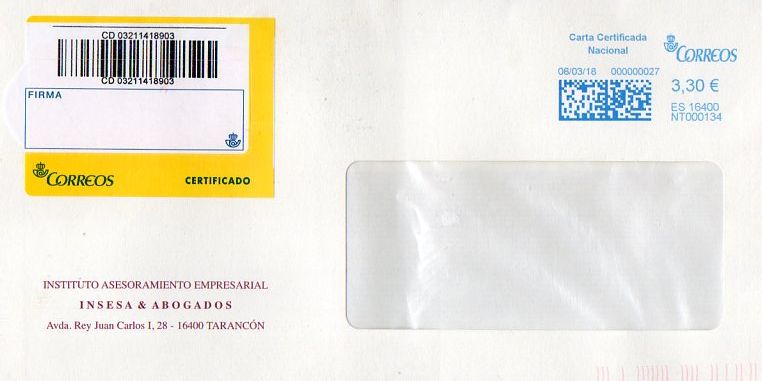 CD 03211418903
CD 03211418903
FIRMA
CORREOS
CERTIFICADO
Carta Certificada
Nacional
CORREOS
06/03/18 000000027
3,30 €
ES 16400
NT000134
INSTITUTO ASESORAMIENTO EMPRESARIAL
INSESA & ABOGADOS
Avda. Rey Juan Carlos I, 28 - 16400 TARANCÓN